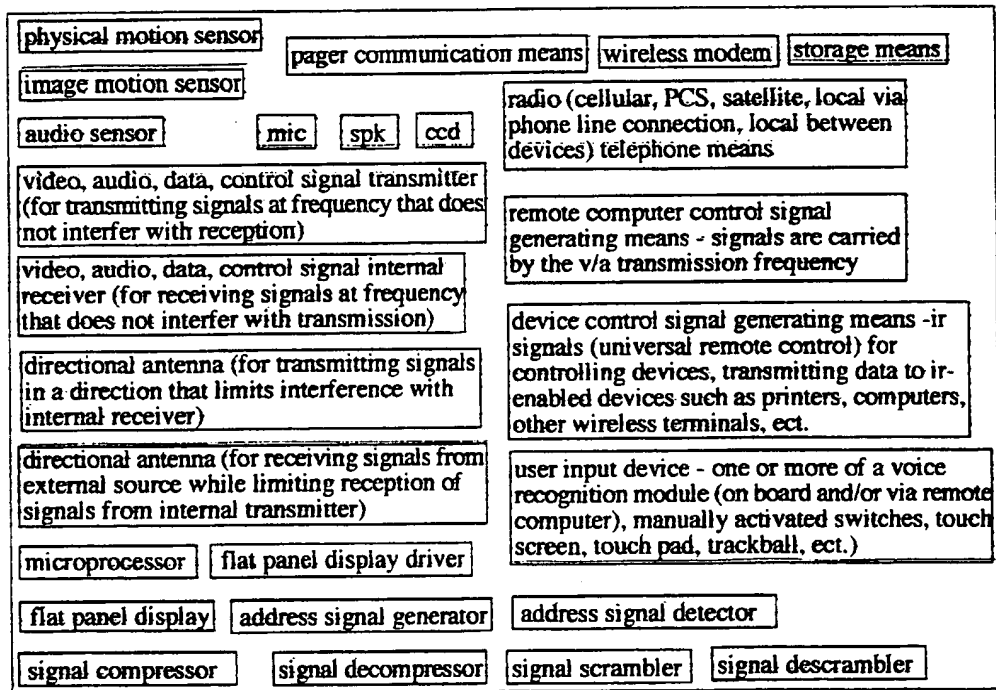 physical motion sensor
pager communication means
wireless modem
storage means
image motion sensor
audio sensor
mic
spk
ccd
radio (cellular, PCS, satellite, local via
phone line connection, local between
devices) telephone means
video, audio, data, control signal transmitter
(for transmitting signals at frequency that does
not interfer with reception)
remote computer control signal
generating means - signals are carried
by the v/a transmission frequency
video, audio, data, control signal internal
receiver (for receiving signals at frequency
that does not interfer with transmission)
device control signal generating means -ir
signals (universal remote control) for
controlling devices, transmitting data to ir-
enabled devices such as printers, computers,
other wireless terminals, ect.
directional antenna (for transmitting signals
in a direction that limits interference with
internal receiver)
directional antenna (for receiving signals from
external source while limiting reception of
signals from internal transmitter)
user input device - one or more of a voice
recognition module (on board and/or via remote
computer), manually activated switches, touch
screen, touch pad, trackball, ect.)
microprocessor
flat panel display driver
flat panel display
address signal generator
address signal detector
signal compressor
signal decompressor
signal scrambler
signal descrambler